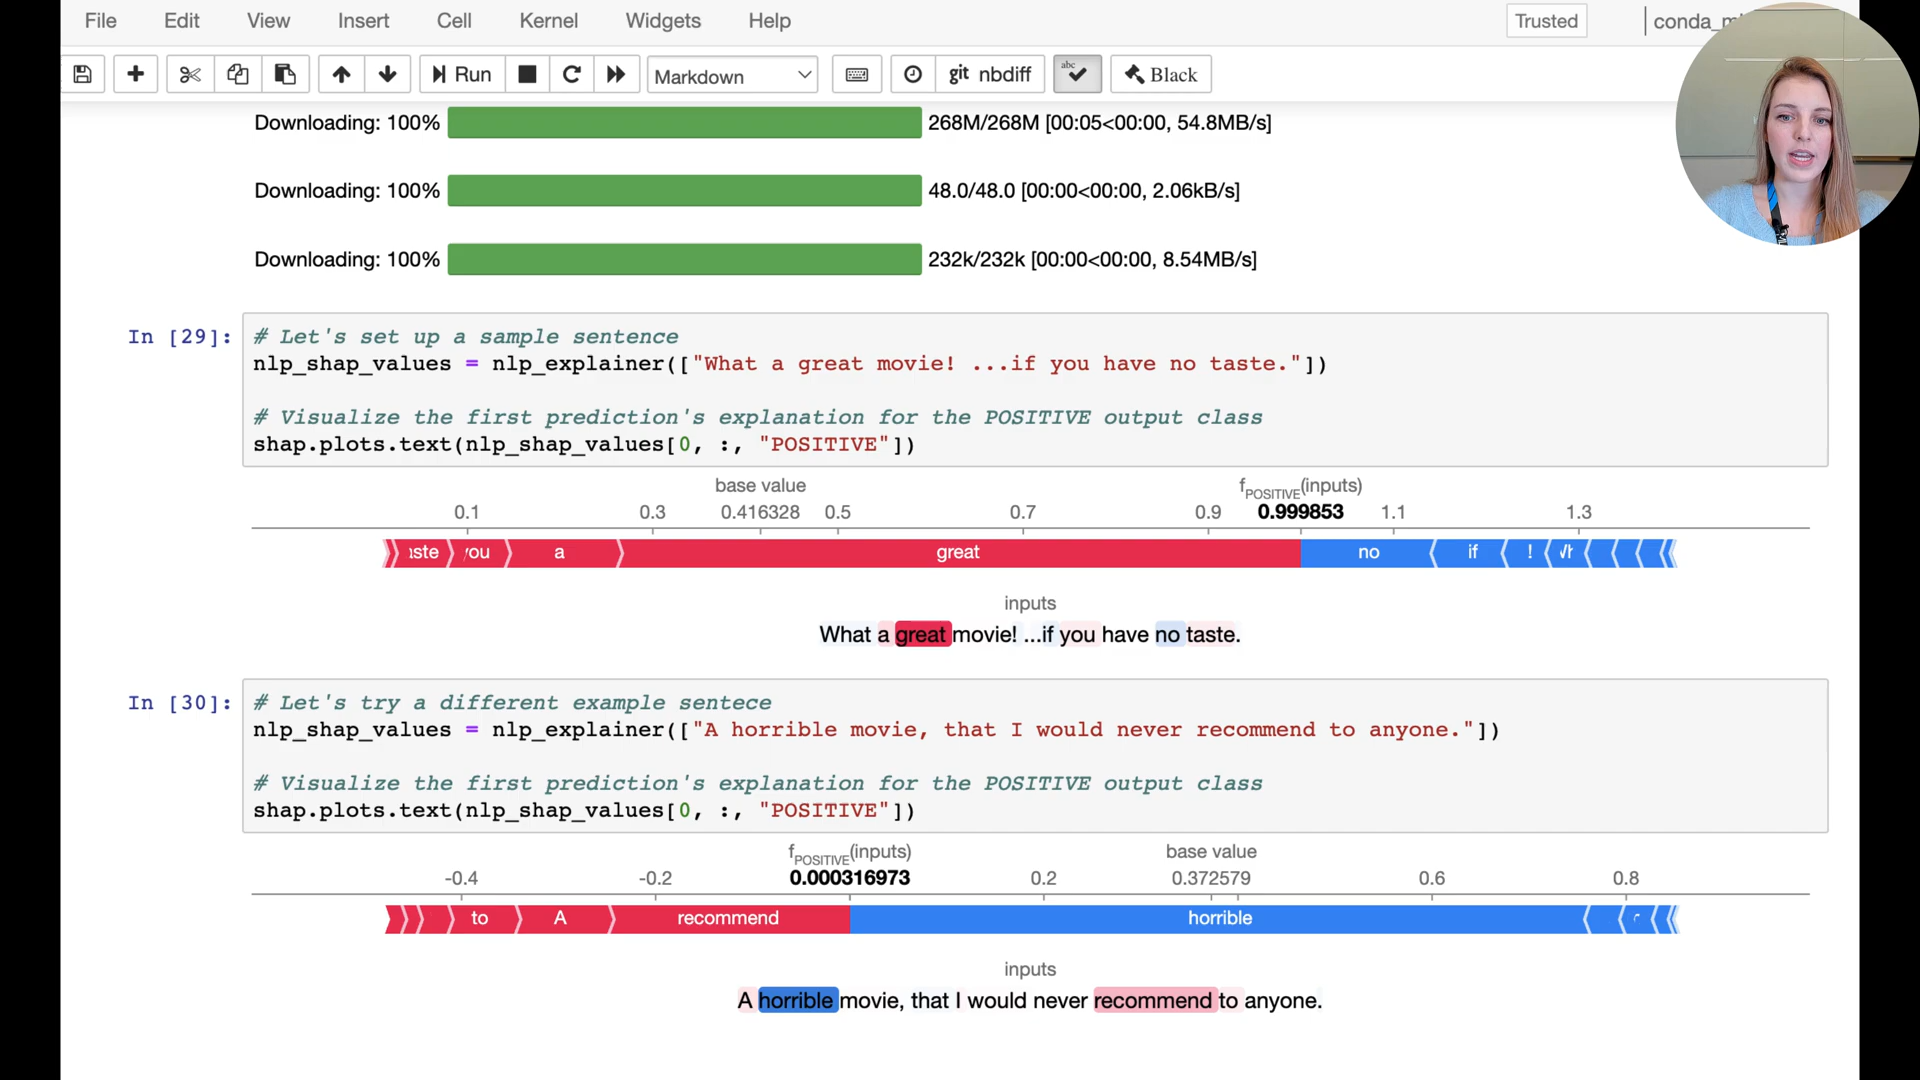 File Edit View Insert Cell Kernel Widgets Help Trusted
Run Markdown git nbdiff abc Black
Downloading: 100% 268M/268M [00:05<00:00, 54.8MB/s]
Downloading: 100% 48.0/48.0 [00:00<00:00, 2.06kB/s]
Downloading: 100% 232k/232k [00:00<00:00, 8.54MB/s]
In [29]: # Let's set up a sample sentence
nlp_shap_values = nlp_explainer(["What a great movie! ...if you have no taste."])
# Visualize the first prediction's explanation for the POSITIVE output class
shap.plots.text(nlp_shap_values[0, :, "POSITIVE"])
base value fPOSITIVE(inputs)
0.1 0.3 0.416328 0.5 0.7 0.9 0.999853 1.1 1.3
a great no if !
inputs
What a great movie! ...if you have no taste.
In [30]: # Let's try a different example sentece
nlp_shap_values = nlp_explainer(["A horrible movie, that I would never recommend to anyone."])
# Visualize the first prediction's explanation for the POSITIVE output class
shap.plots.text(nlp_shap_values[0, :, "POSITIVE"])
fPOSITIVE(inputs) base value
-0.4 -0.2 0.000316973 0.2 0.372579 0.6 0.8
to A recommend horrible
inputs
A horrible movie, that I would never recommend to anyone.